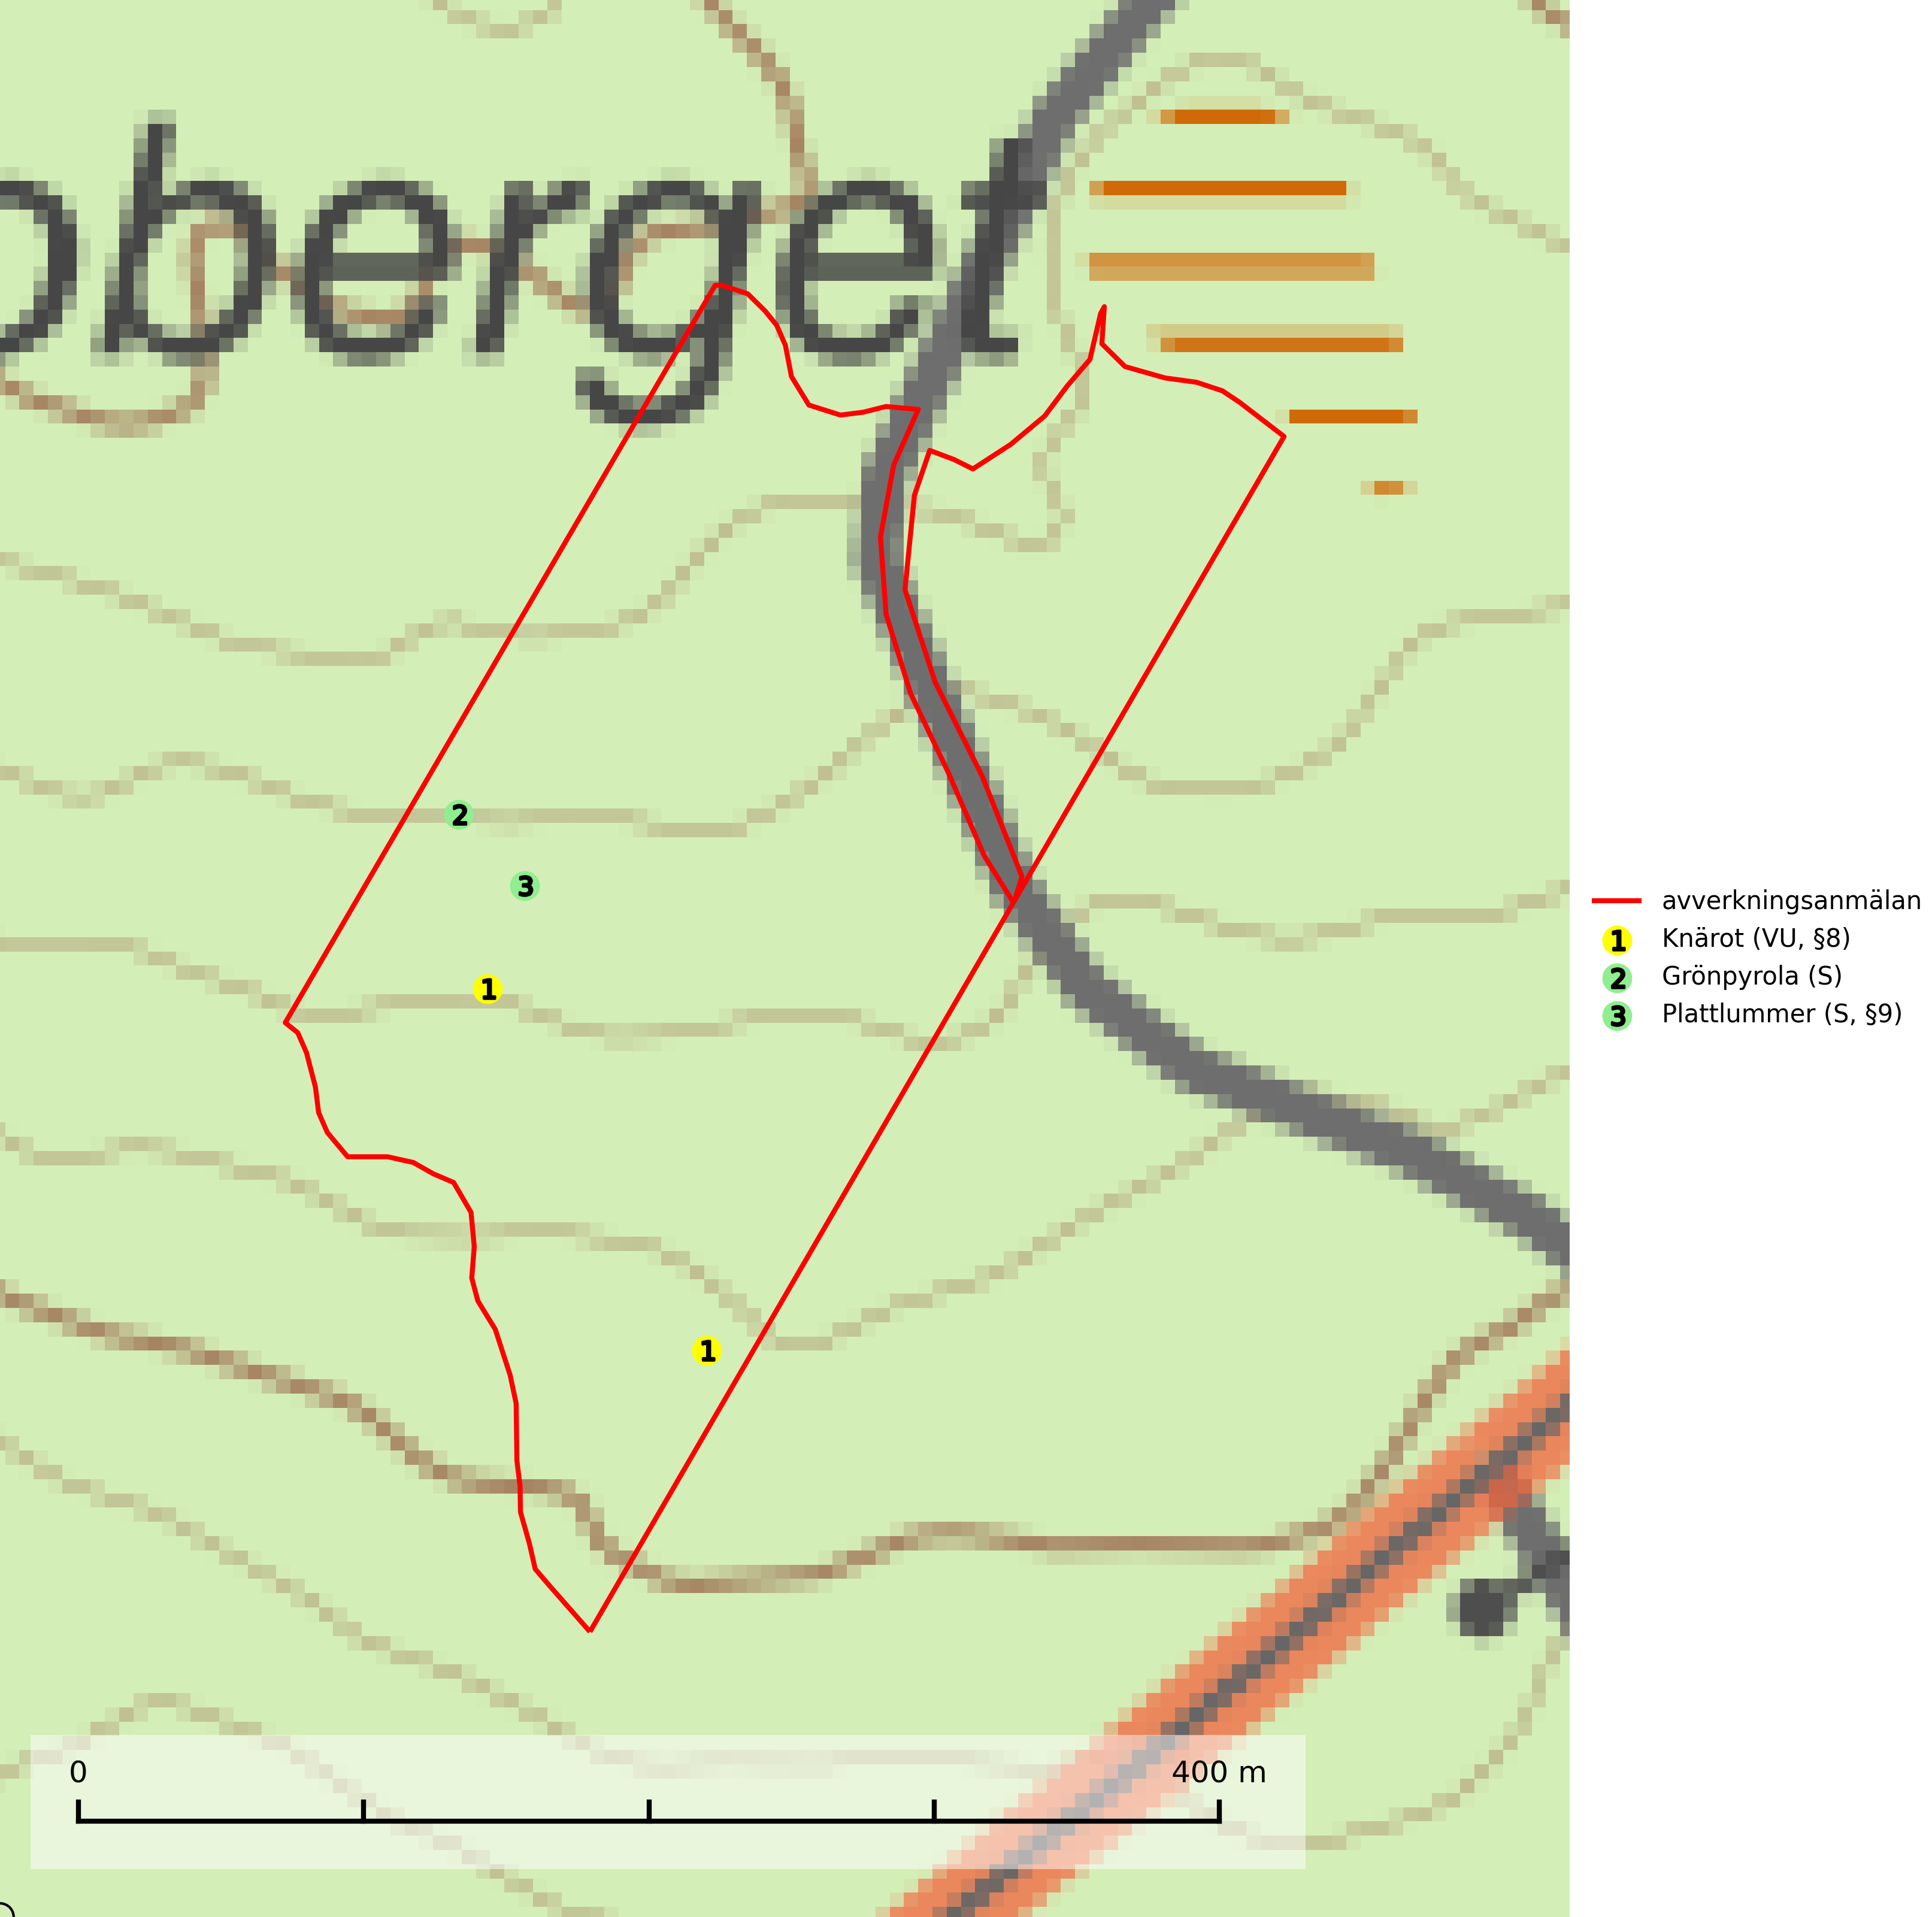 berget
2
3
1
1
0 400 m
avverkningsanmälan
1 Knärot (VU, §8)
2 Grönpyrola (S)
3 Plattlummer (S, §9)